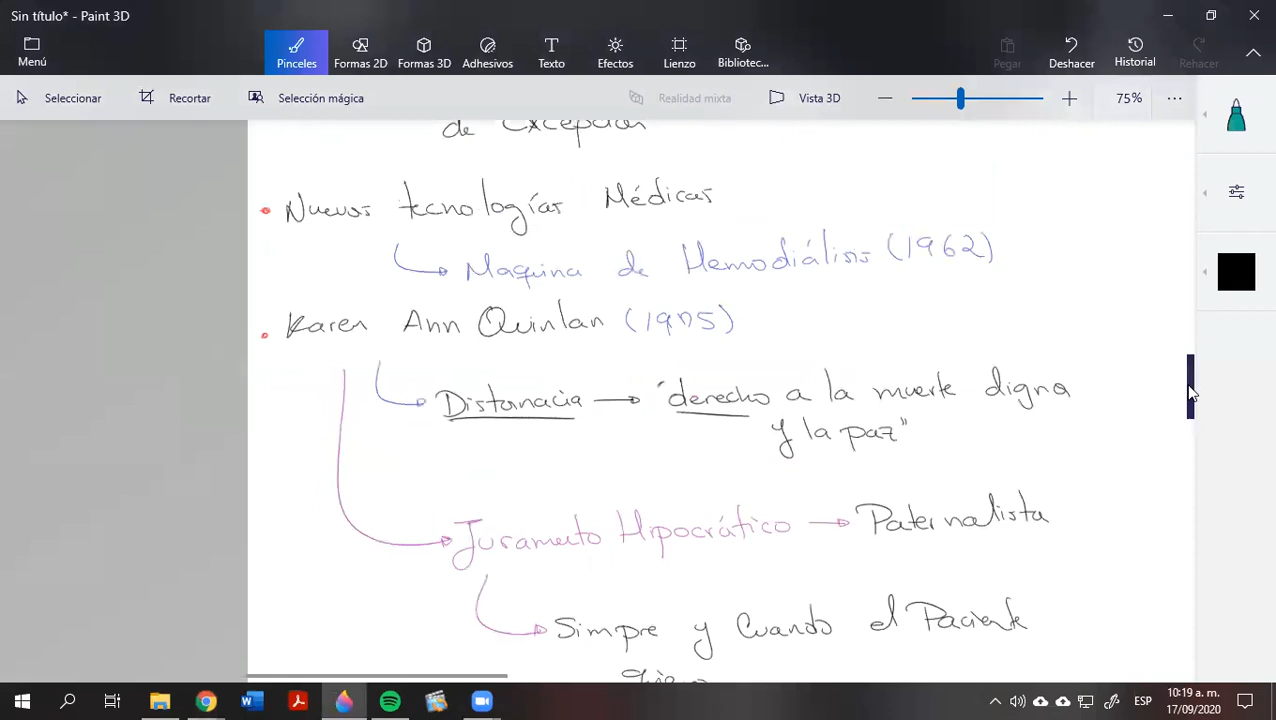 Sin título* - Paint 3D
Menú
Pinceles
Formas 2D
Formas 3D
Adhesivos
Texto
Efectos
Lienzo
Bibliotec...
Pegar
Deshacer
Historial
Rehacer
Seleccionar
Recortar
Selección mágica
Realidad mixta
Vista 3D
75%
de Excepción
• Nuevas tecnologías Médicas
Maquina de Hemodiálisis (1962)
• Karen Ann Quinlan (1975)
Distanacia → "derecho a la muerte digna
y la paz"
Juramento Hipocrático → Paternalista
Simpre y Cuando el Paciente
ESP
10:19 a. m.
17/09/2020